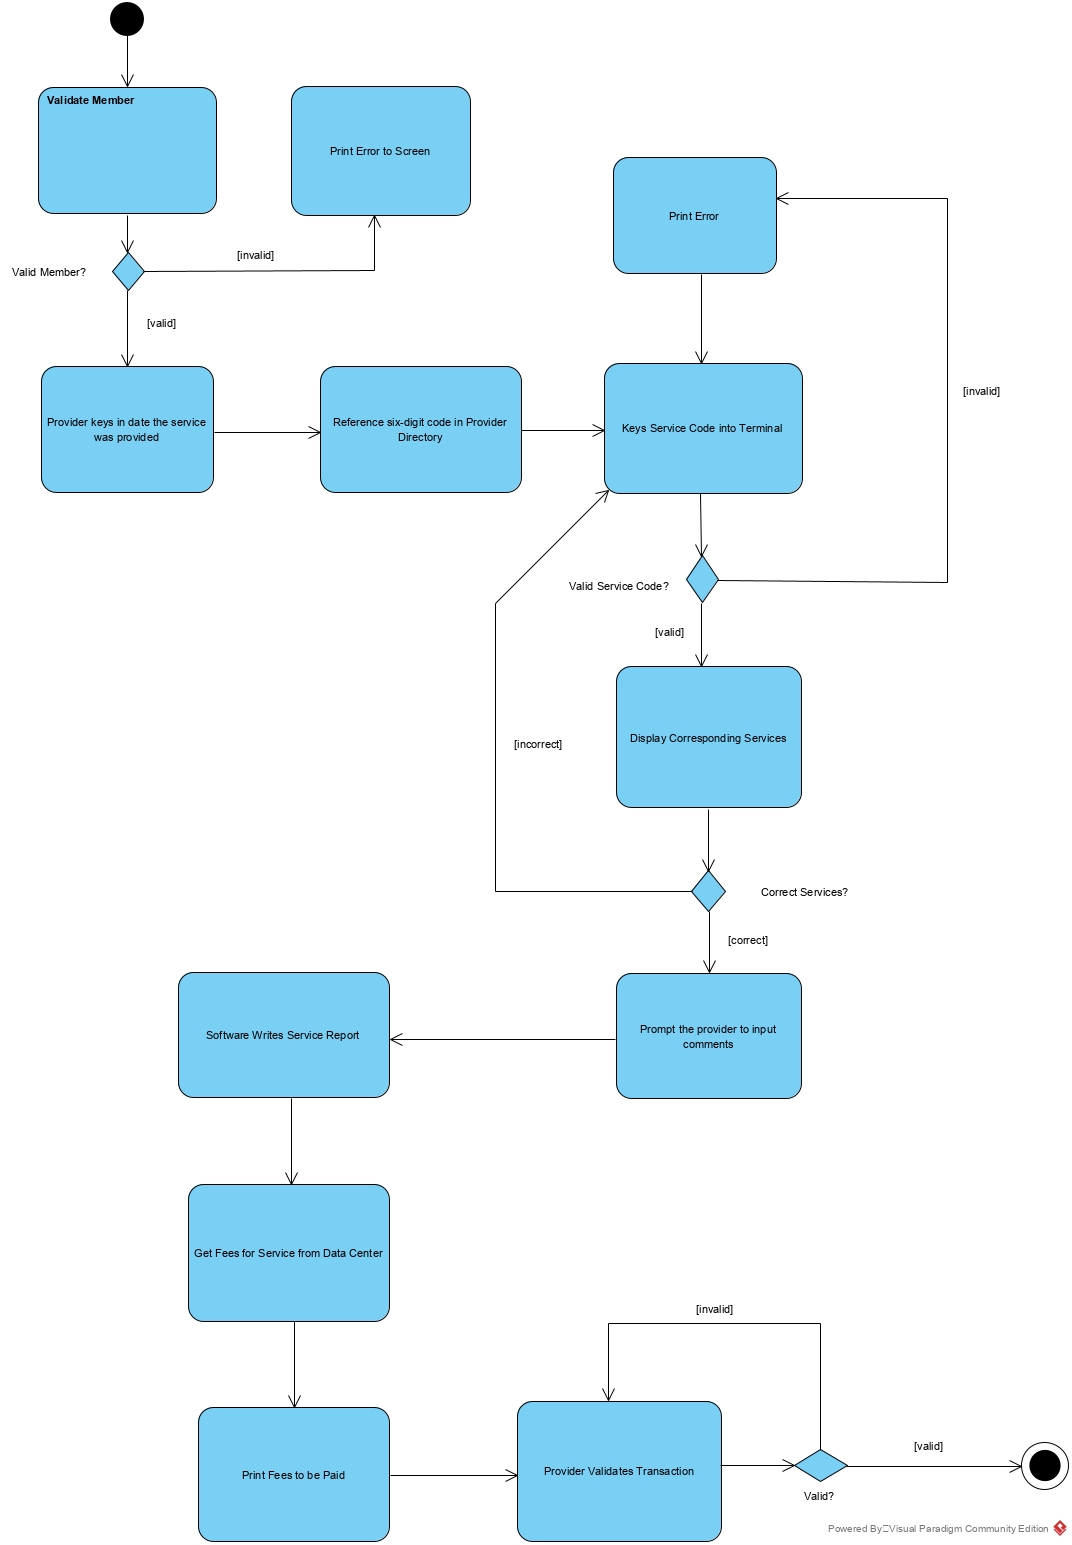 Validate Member
Print Error to Screen
Print Error
[invalid]
Valid Member?
[valid]
[invalid]
Provider keys in date the service
was provided
Reference six-digit code in Provider
Directory
Keys Service Code into Terminal
Valid Service Code?
[valid]
Display Corresponding Services
[incorrect]
Correct Services?
[correct]
Prompt the provider to input
comments
Software Writes Service Report
Get Fees for Service from Data Center
[invalid]
Print Fees to be Paid
Provider Validates Transaction
[valid]
Valid?
Powered By Visual Paradigm Community Edition